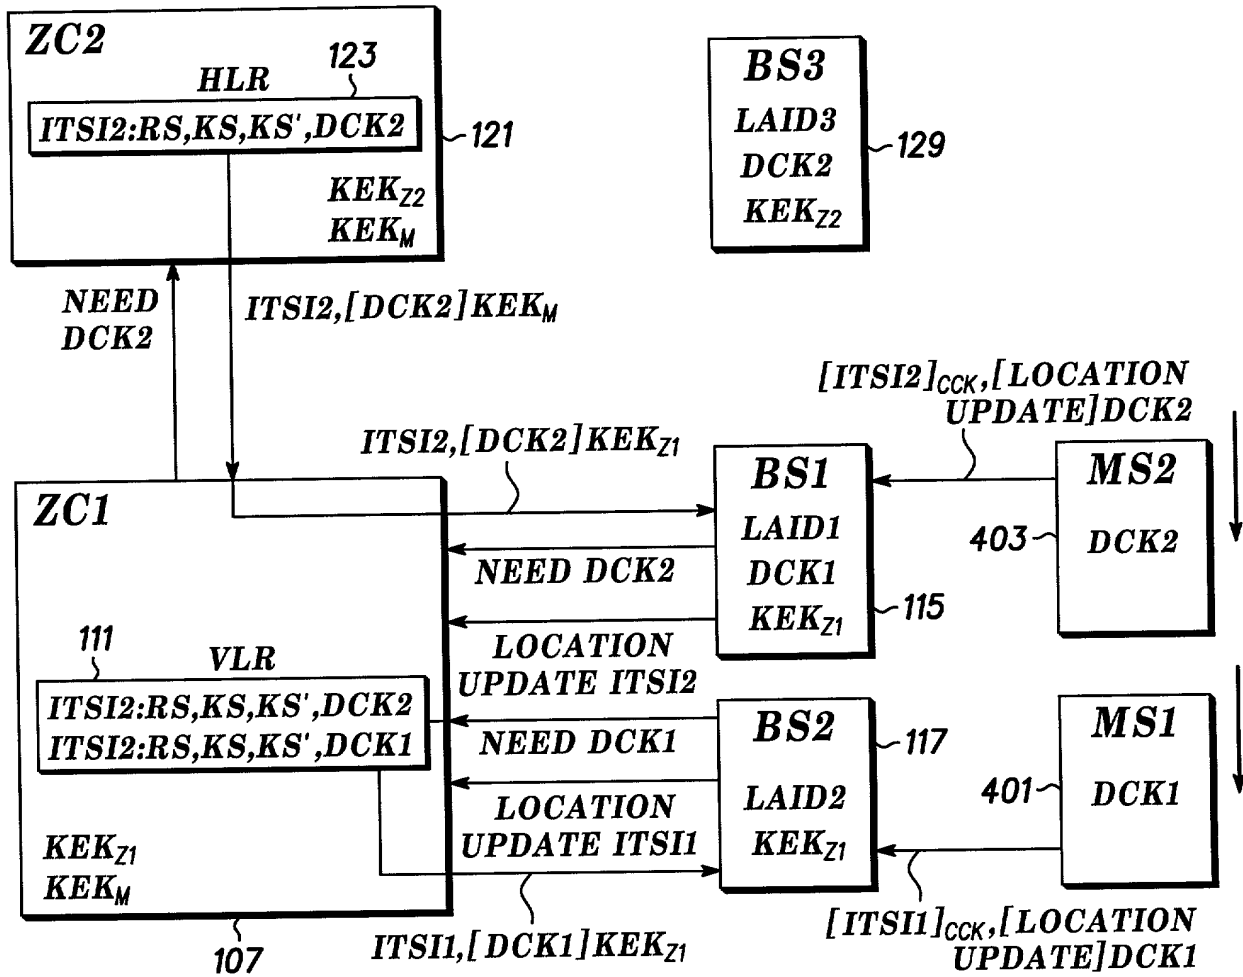 ZC2
HLR
123
ITSI2:RS,KS,KS',DCK2
121
KEKZ2
KEKM
BS3
LAID3
DCK2
KEKZ2
129
NEED
DCK2
ITSI2,[DCK2]KEKM
[ITSI2]CCK,[LOCATION
UPDATE]DCK2
ITSI2,[DCK2]KEKZ1
ZC1
BS1
LAID1
DCK1
KEKZ1
115
MS2
DCK2
403
NEED DCK2
LOCATION
UPDATE ITSI2
111
VLR
ITSI2:RS,KS,KS',DCK2
ITSI2:RS,KS,KS',DCK1
NEED DCK1
LOCATION
UPDATE ITSI1
BS2
LAID2
KEKZ1
117
MS1
DCK1
401
KEKZ1
KEKM
107
ITSI1,[DCK1]KEKZ1
[ITSI1]CCK,[LOCATION
UPDATE]DCK1